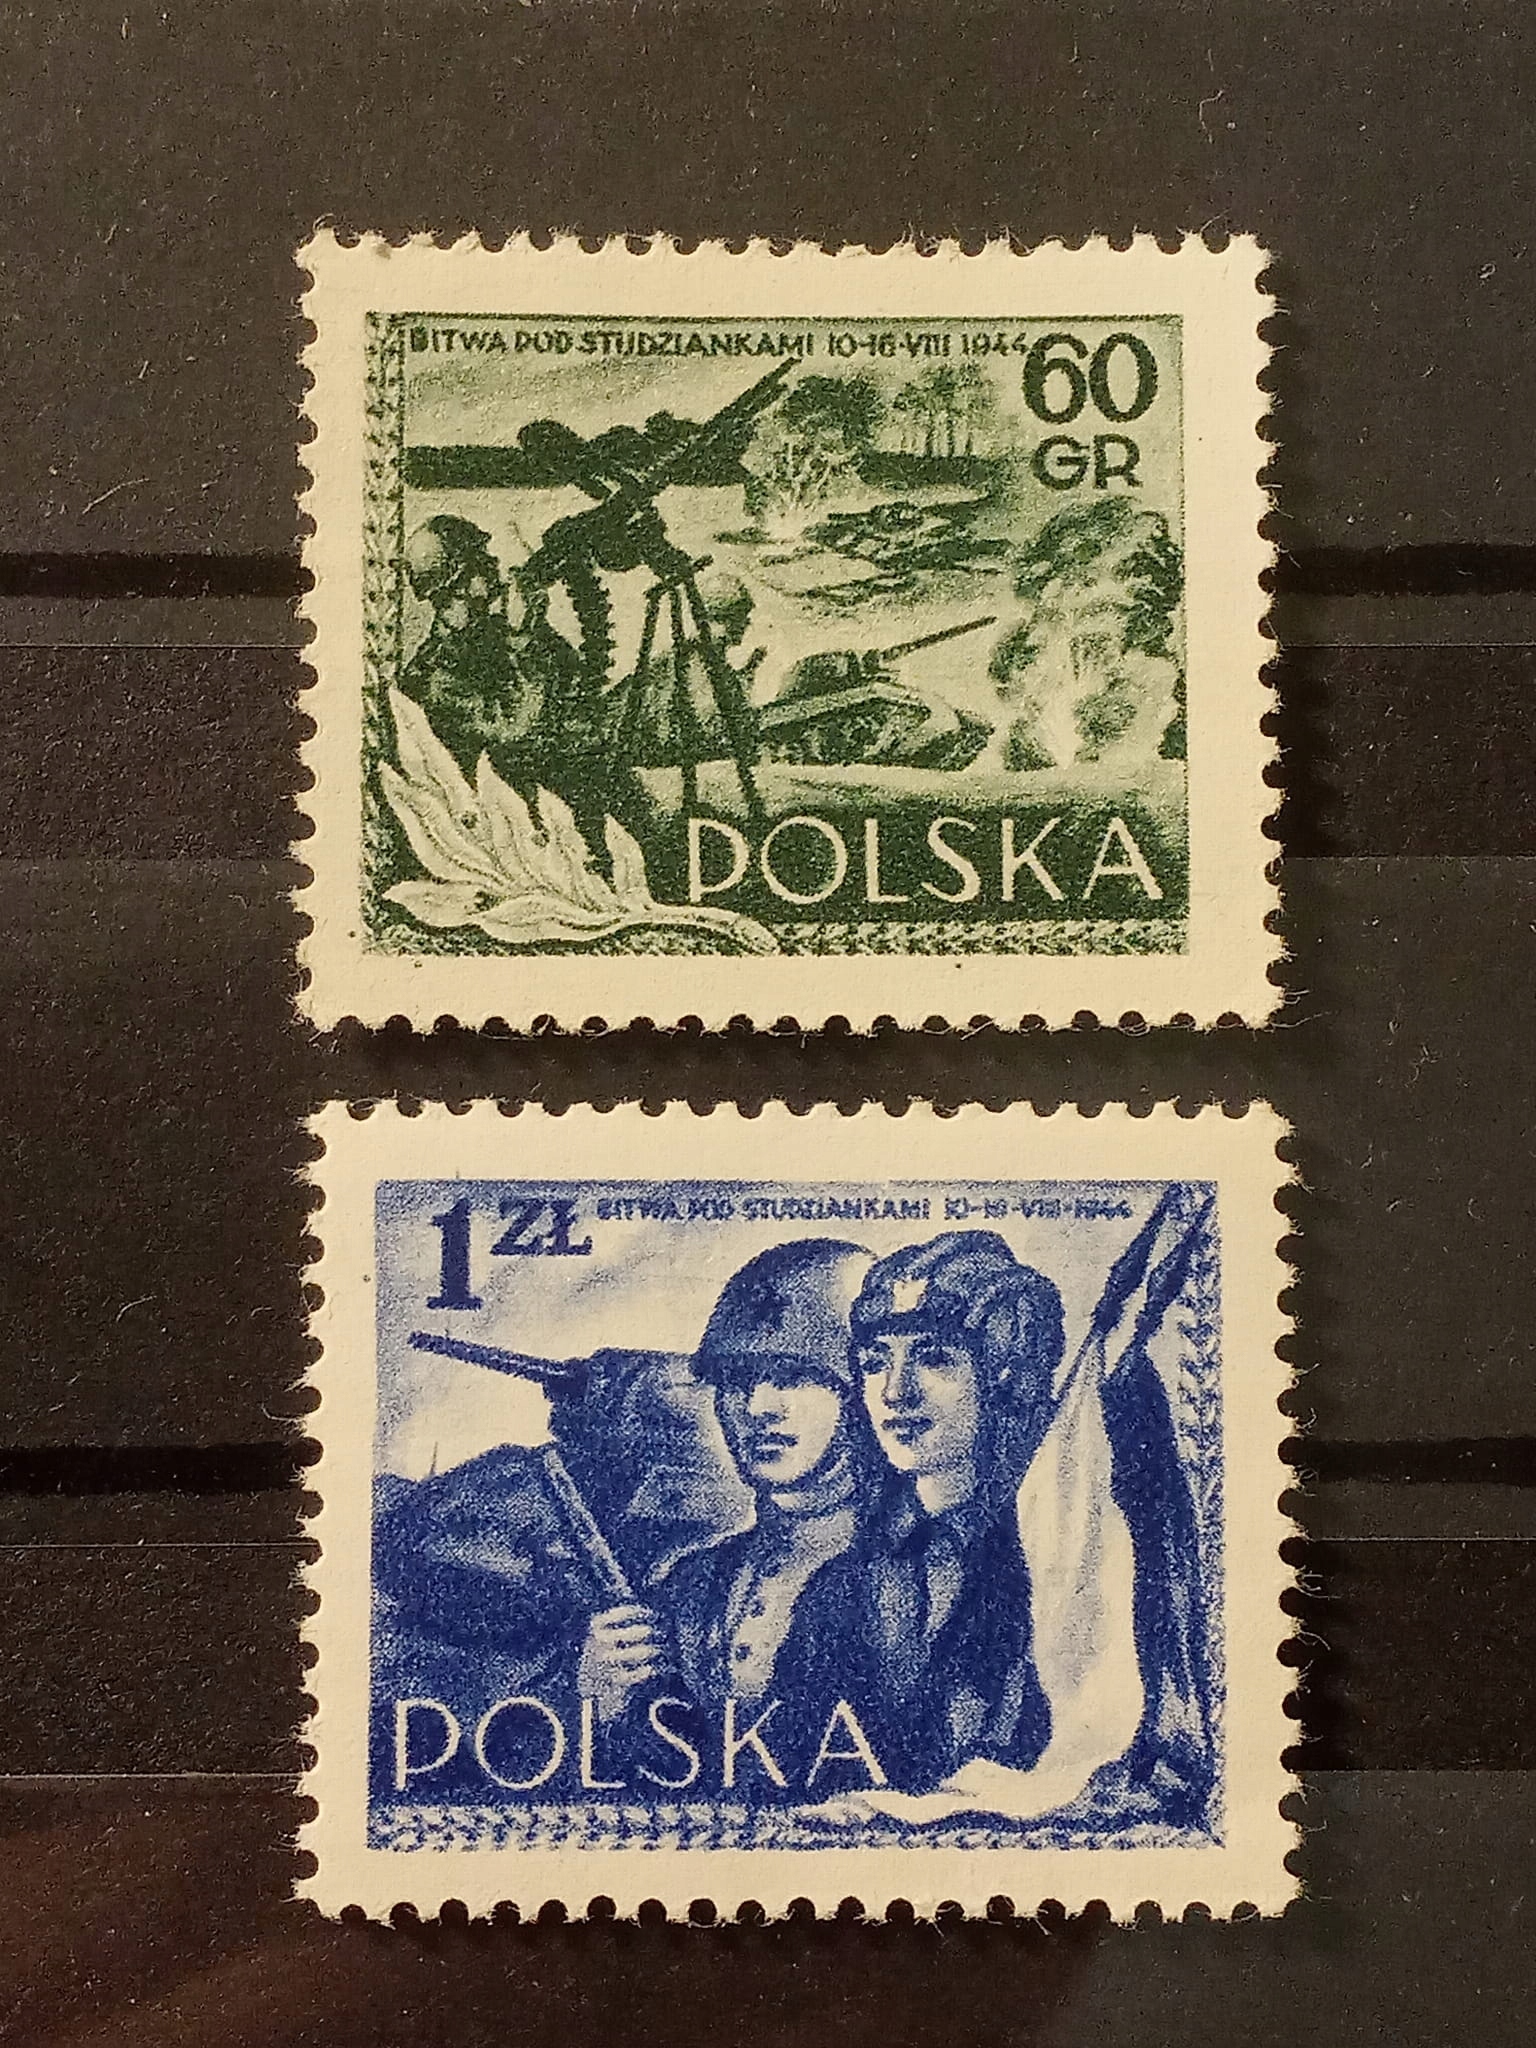 BITWA POD STUDZIANKAMI 10-16-VIII 1944
60
GR
POLSKA
1 ZŁ
BITWA POD STUDZIANKAMI 10-16-VIII-1944
POLSKA